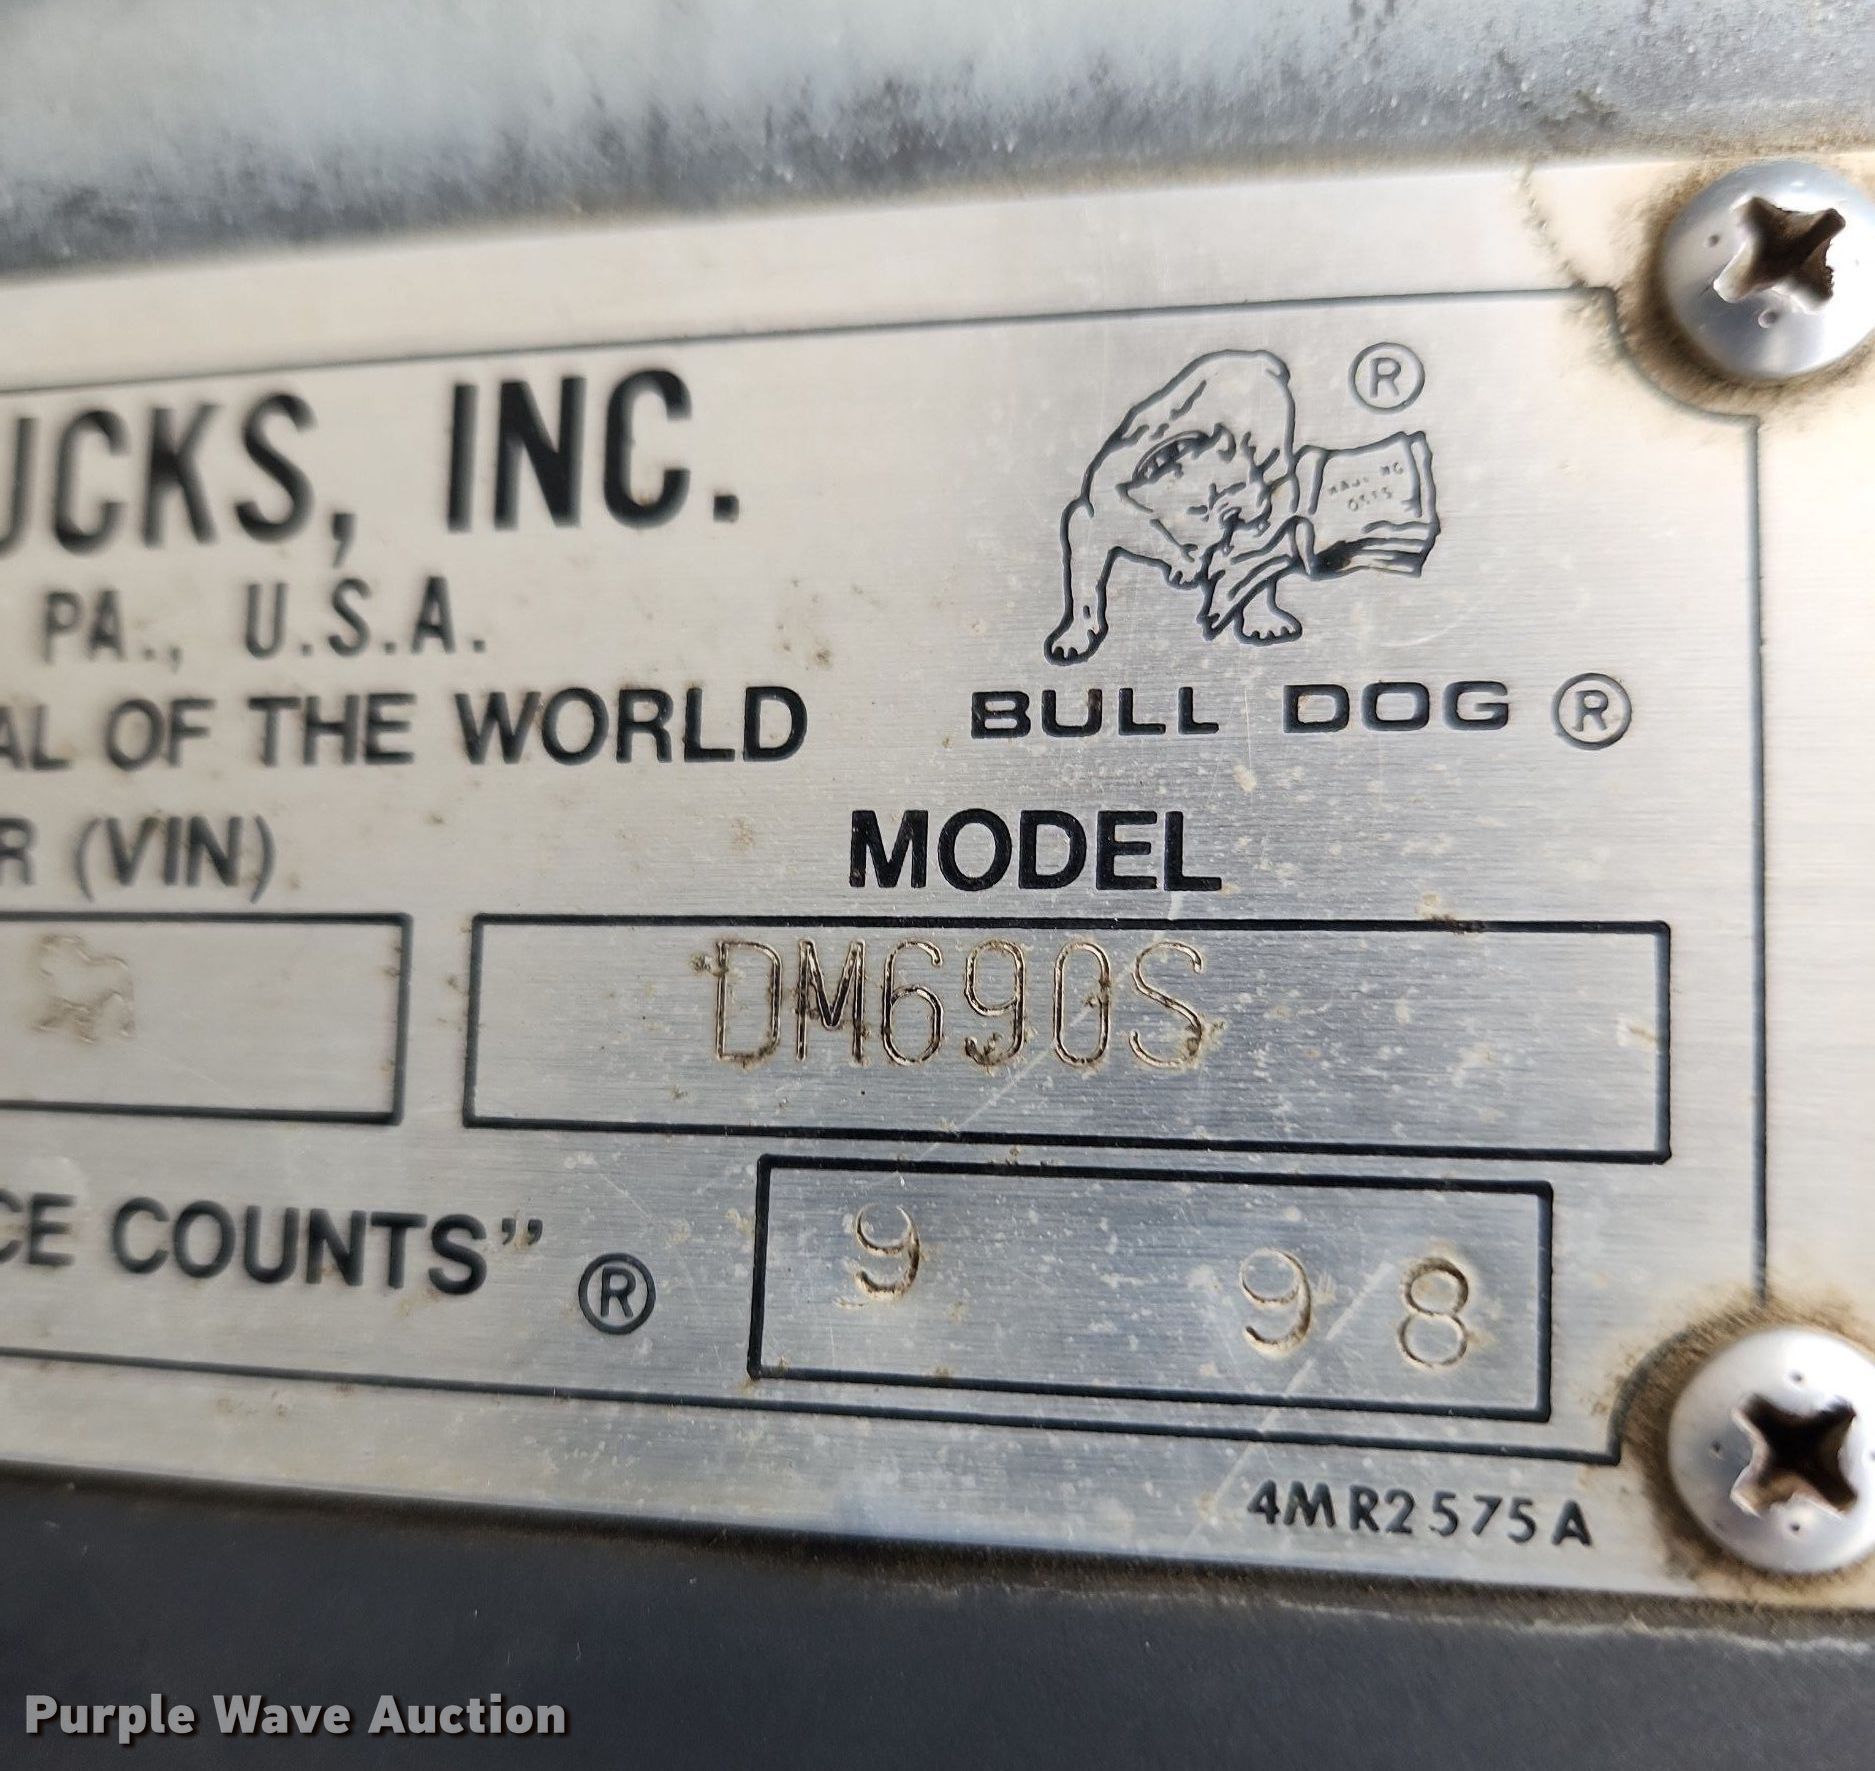 ®
UCKS, INC.
PA., U.S.A.
AL OF THE WORLD
BULL DOG ®
R (VIN)
MODEL
DM690S
CE COUNTS” ®
9 98
4MR2575A
Purple Wave Auction